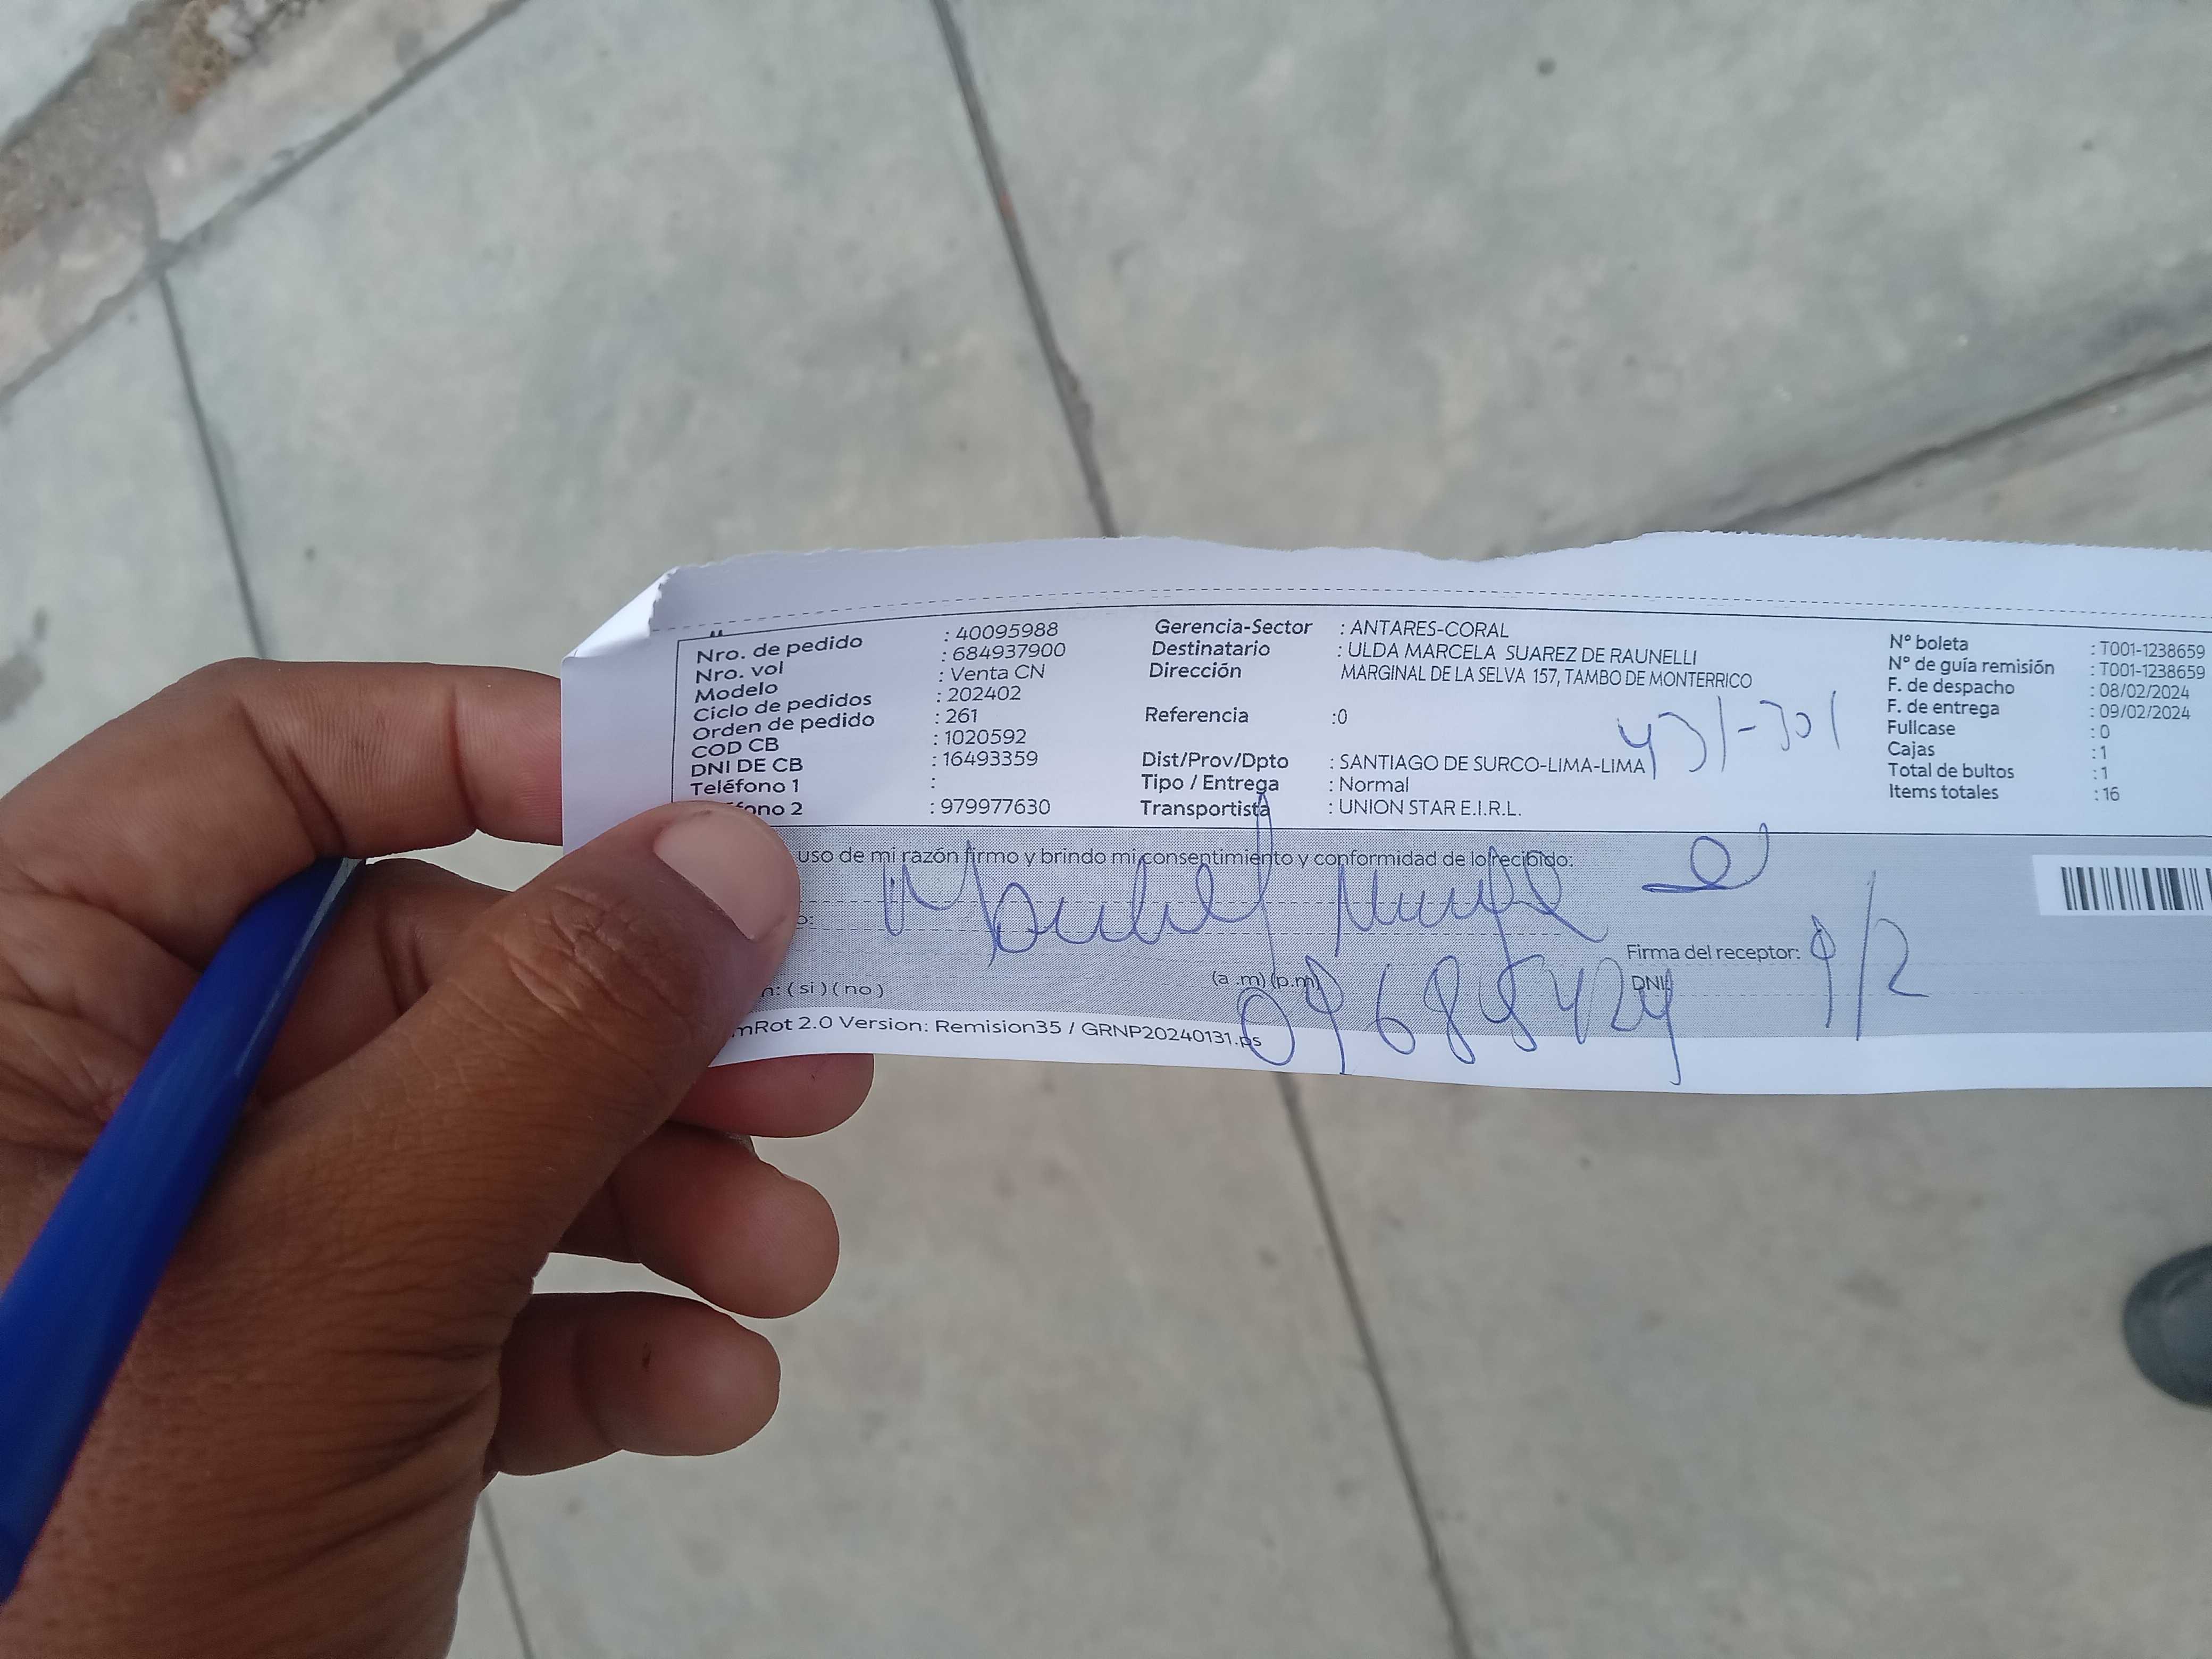 Nro. de pedido : 40095988 Gerencia-Sector : ANTARES-CORAL N° boleta : T001-1238659
Nro. vol : 684937900 Destinatario : ULDA MARCELA SUAREZ DE RAUNELLI N° de guía remisión : T001-1238659
Modelo : Venta CN Dirección MARGINAL DE LA SELVA 157, TAMBO DE MONTERRICO F. de despacho : 08/02/2024
Ciclo de pedidos : 202402 F. de entrega : 09/02/2024
Orden de pedido : 261 Referencia :0 Fullcase : 0
COD CB : 1020592 Cajas : 1
DNI DE CB : 16493359 Dist/Prov/Dpto : SANTIAGO DE SURCO-LIMA-LIMA Total de bultos : 1
Teléfono 1 : Tipo / Entrega : Normal Items totales : 16
fono 2 : 979977630 Transportista : UNION STAR E.I.R.L.
431-301
uso de mi razón firmo y brindo mi consentimiento y conformidad de lo recibido:
o:
Firma del receptor: 9/2
n: ( si ) ( no ) (a .m) (p.m) DNI:
mRot 2.0 Version: Remision35 / GRNP20240131.ps